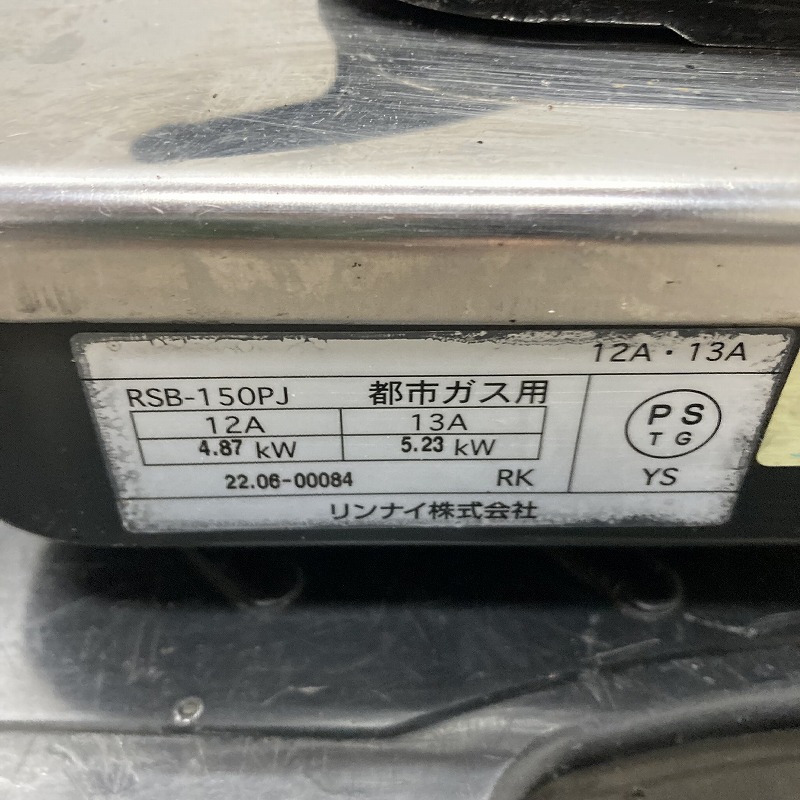 12A・13A
RSB-150PJ 都市ガス用
12A 13A
4.87 kW 5.23 kW
PS
TG
22.06-00084 RK YS
リンナイ株式会社